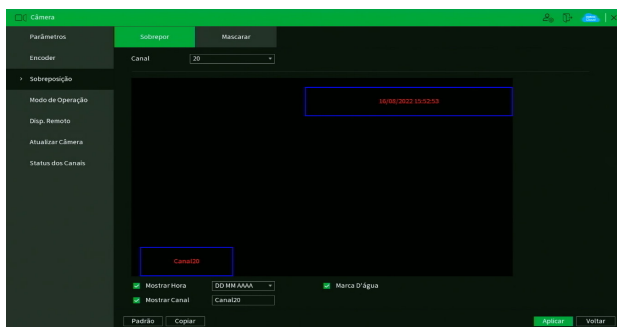 Câmera
Parâmetros
Sobrepor Mascarar
Encoder
Canal 20
Sobreposição
Modo de Operação
16/08/2022 15:52:53
Disp. Remoto
Atualizar Câmera
Status dos Canais
Canal20
Mostrar Hora DD MM AAAA Marca D'água
Mostrar Canal Canal20
Padrão Copiar Aplicar Voltar